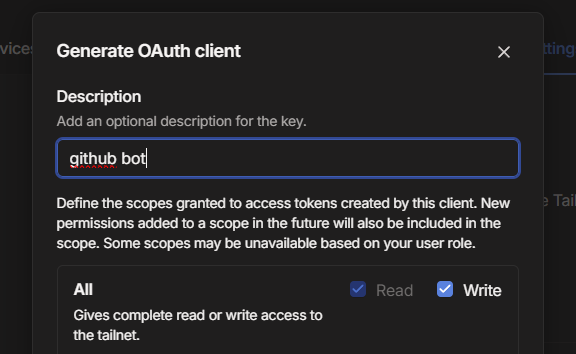 Generate OAuth client
Description
Add an optional description for the key.
github bot
Define the scopes granted to access tokens created by this client. New
permissions added to a scope in the future will also be included in the
scope. Some scopes may be unavailable based on your user role.
All Read Write
Gives complete read or write access to
the tailnet.